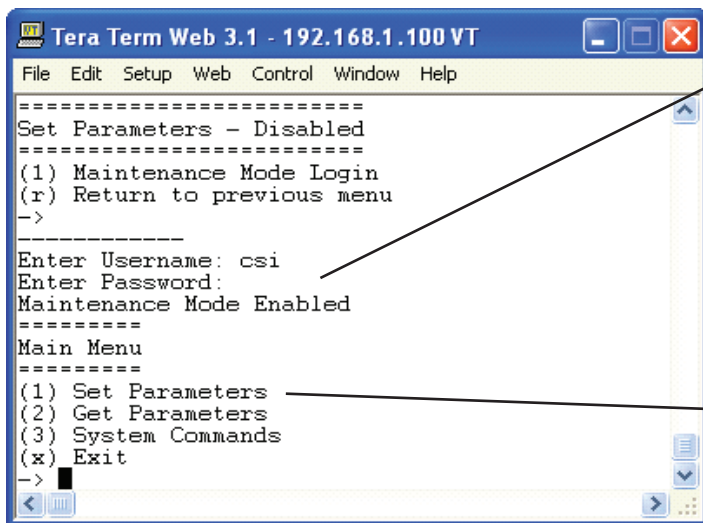 Tera Term Web 3.1 - 192.168.1.100 VT
File Edit Setup Web Control Window Help
=========================
Set Parameters - Disabled
=========================
(1) Maintenance Mode Login
(r) Return to previous menu
->
------------
Enter Username: csi
Enter Password:
Maintenance Mode Enabled
=========
Main Menu
=========
(1) Set Parameters
(2) Get Parameters
(3) System Commands
(x) Exit
->